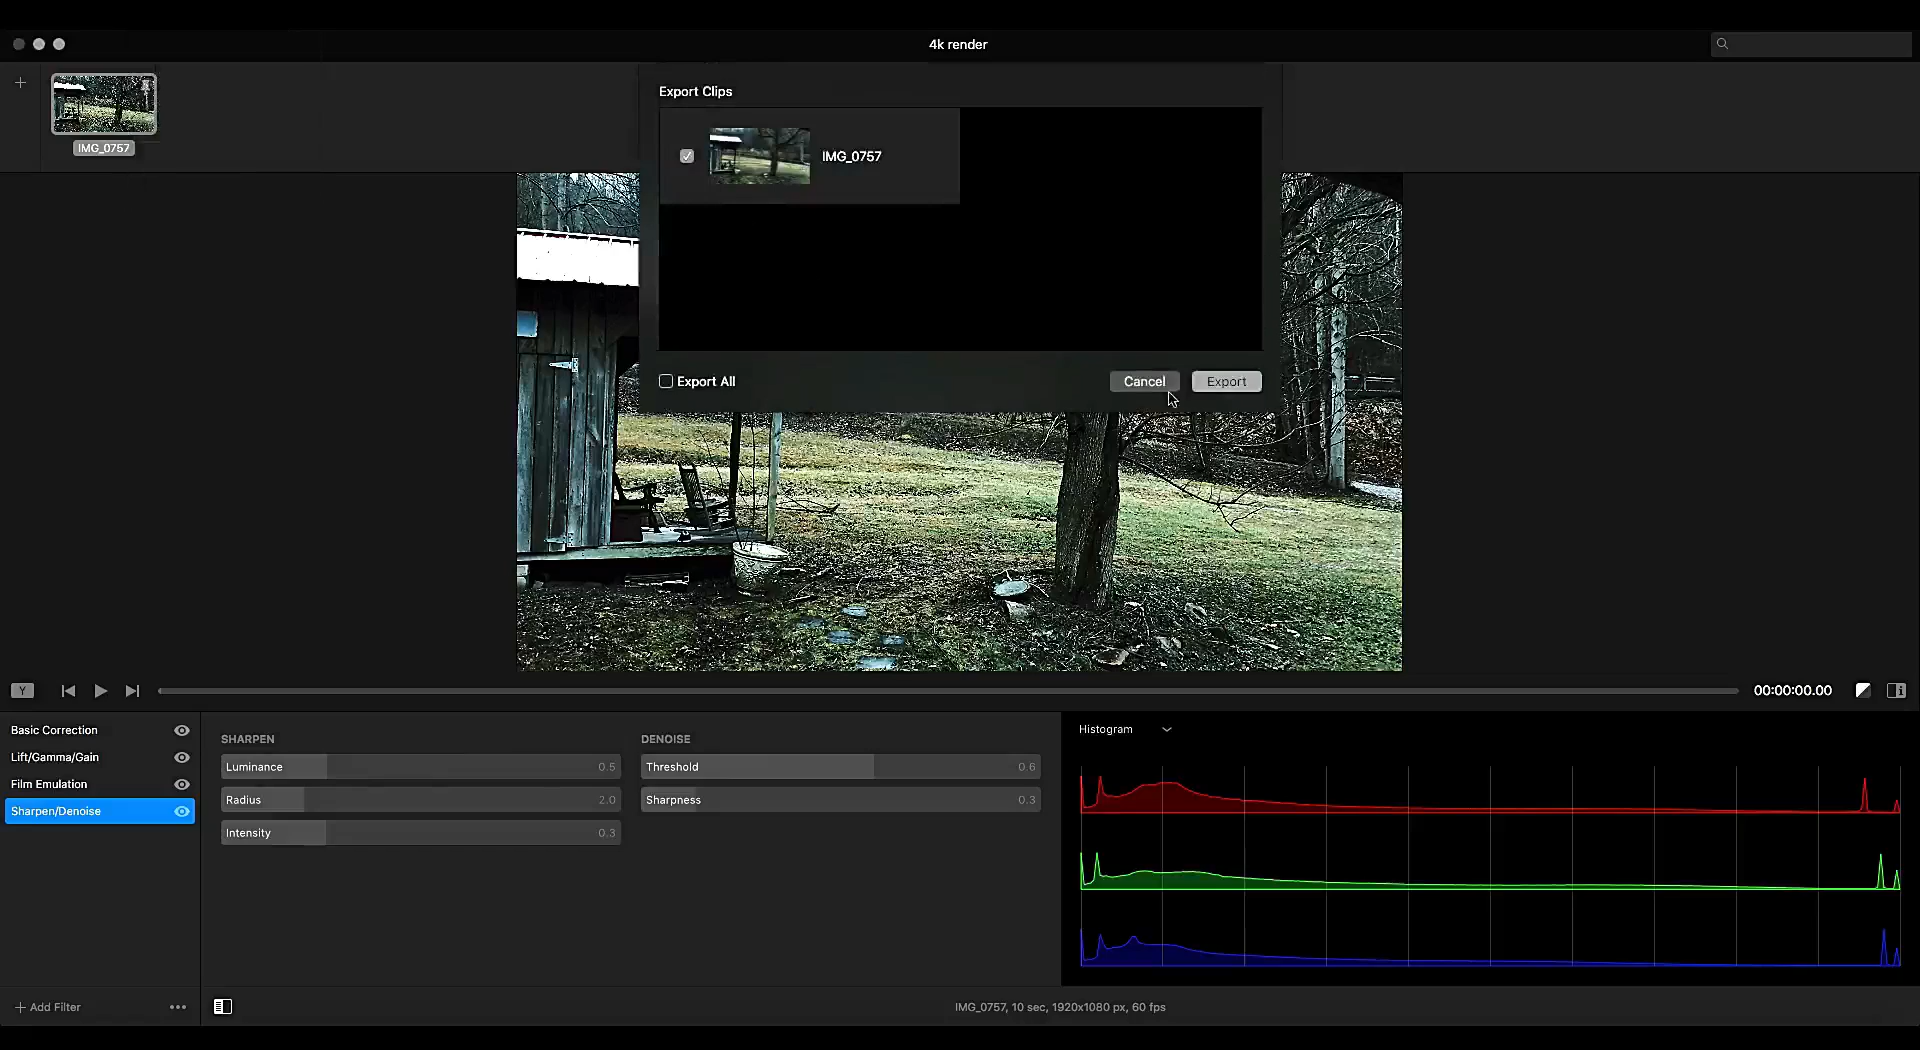 4k render
IMG_0757
Export Clips
IMG_0757
Export All
Cancel
Export
Y
00:00:00.00
Basic Correction
Lift/Gamma/Gain
Film Emulation
Sharpen/Denoise
SHARPEN
Luminance 0.5
Radius 2.0
Intensity 0.3
DENOISE
Threshold 0.6
Sharpness 0.3
Histogram
Add Filter
IMG_0757, 10 sec, 1920x1080 px, 60 fps